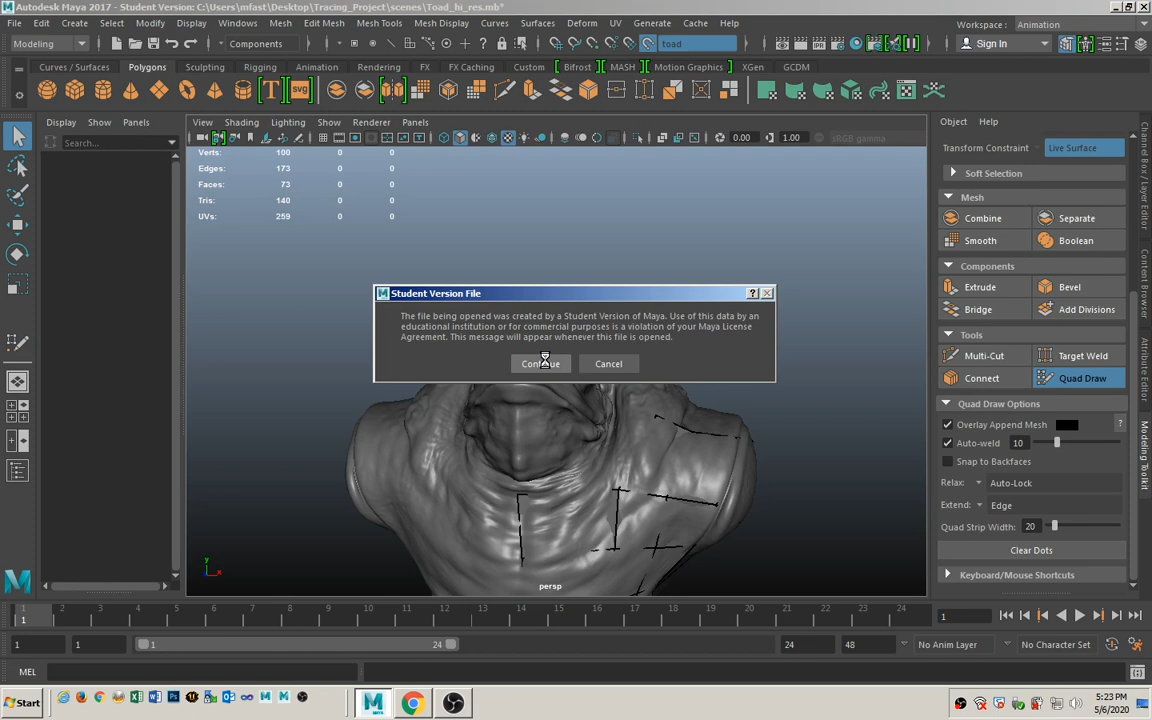 Autodesk Maya 2017 - Student Version: C:\Users\mfast\Desktop\Tracing_Project\scenes\Toad_hi_res.mb*
File Edit Create Select Modify Display Windows Mesh Edit Mesh Mesh Tools Mesh Display Curves Surfaces Deform UV Generate Cache Help
Workspace : Animation
Modeling Components toad Sign In
Curves / Surfaces Polygons Sculpting Rigging Animation Rendering FX FX Caching Custom Bifrost MASH Motion Graphics XGen GCDM
T SVG
Display Show Panels
Search...
View Shading Lighting Show Renderer Panels
0.00 1.00 sRGB gamma
Verts: 100 0 0
Edges: 173 0 0
Faces: 73 0 0
Tris: 140 0 0
UVs: 259 0 0
Student Version File
The file being opened was created by a Student Version of Maya. Use of this data by an
educational institution or for commercial purposes is a violation of your Maya License
Agreement. This message will appear whenever this file is opened.
Continue Cancel
y
x
persp
Object Help
Transform Constraint Live Surface
Soft Selection
Mesh
Combine Separate
Smooth Boolean
Components
Extrude Bevel
Bridge Add Divisions
Tools
Multi-Cut Target Weld
Connect Quad Draw
Quad Draw Options
Overlay Append Mesh ?
Auto-weld 10
Snap to Backfaces
Relax: Auto-Lock
Extend: Edge
Quad Strip Width: 20
Clear Dots
Keyboard/Mouse Shortcuts
Channel Box / Layer Editor
Content Browser
Attribute Editor
Modeling Toolkit
1 2 3 4 5 6 7 8 9 10 11 12 13 14 15 16 17 18 19 20 21 22 23 24
1
1
1 1 1 24 24 48 No Anim Layer No Character Set
MEL
Start
5:23 PM
5/6/2020